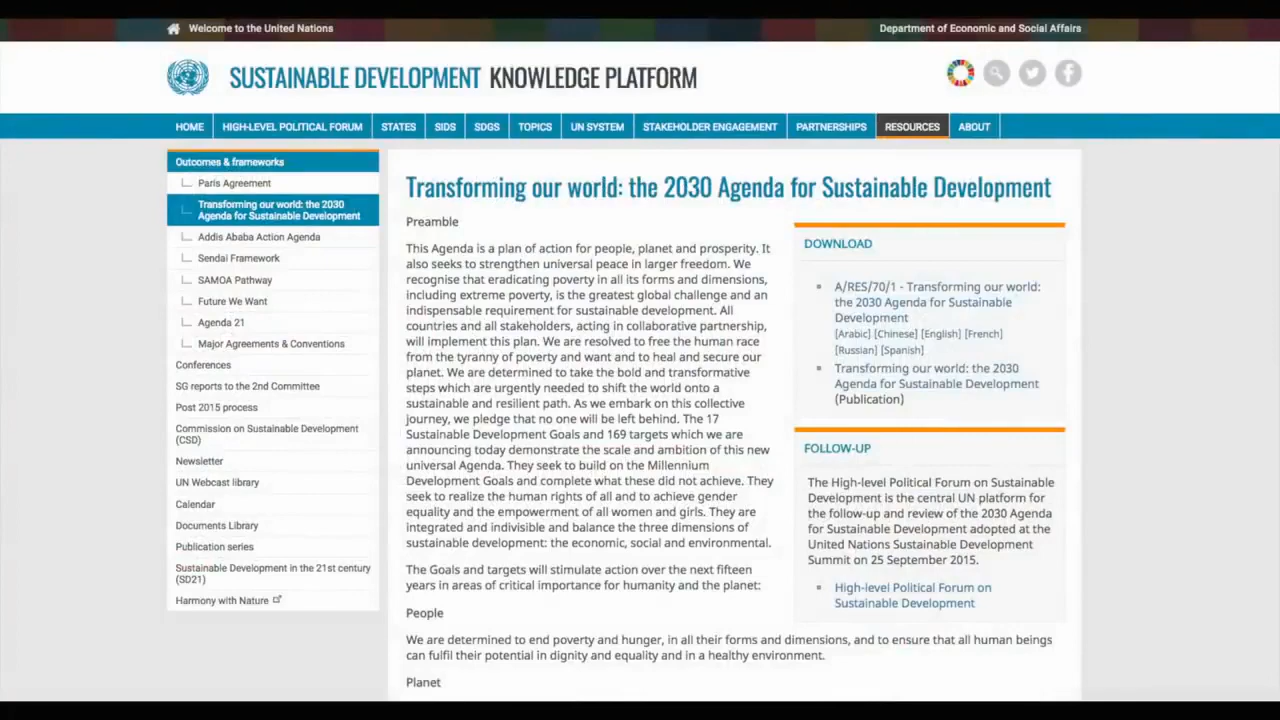 Welcome to the United Nations
Department of Economic and Social Affairs
SUSTAINABLE DEVELOPMENT KNOWLEDGE PLATFORM
HOME
HIGH-LEVEL POLITICAL FORUM
STATES
SIDS
SDGS
TOPICS
UN SYSTEM
STAKEHOLDER ENGAGEMENT
PARTNERSHIPS
RESOURCES
ABOUT
Outcomes & frameworks
Paris Agreement
Transforming our world: the 2030
Agenda for Sustainable Development
Addis Ababa Action Agenda
Sendai Framework
SAMOA Pathway
Future We Want
Agenda 21
Major Agreements & Conventions
Conferences
SG reports to the 2nd Committee
Post 2015 process
Commission on Sustainable Development
(CSD)
Newsletter
UN Webcast library
Calendar
Documents Library
Publication series
Sustainable Development in the 21st century
(SD21)
Harmony with Nature
Transforming our world: the 2030 Agenda for Sustainable Development
Preamble
This Agenda is a plan of action for people, planet and prosperity. It
also seeks to strengthen universal peace in larger freedom. We
recognise that eradicating poverty in all its forms and dimensions,
including extreme poverty, is the greatest global challenge and an
indispensable requirement for sustainable development. All
countries and all stakeholders, acting in collaborative partnership,
will implement this plan. We are resolved to free the human race
from the tyranny of poverty and want and to heal and secure our
planet. We are determined to take the bold and transformative
steps which are urgently needed to shift the world onto a
sustainable and resilient path. As we embark on this collective
journey, we pledge that no one will be left behind. The 17
Sustainable Development Goals and 169 targets which we are
announcing today demonstrate the scale and ambition of this new
universal Agenda. They seek to build on the Millennium
Development Goals and complete what these did not achieve. They
seek to realize the human rights of all and to achieve gender
equality and the empowerment of all women and girls. They are
integrated and indivisible and balance the three dimensions of
sustainable development: the economic, social and environmental.
The Goals and targets will stimulate action over the next fifteen
years in areas of critical importance for humanity and the planet:
People
We are determined to end poverty and hunger, in all their forms and dimensions, and to ensure that all human beings
can fulfil their potential in dignity and equality and in a healthy environment.
Planet
DOWNLOAD
A/RES/70/1 - Transforming our world:
the 2030 Agenda for Sustainable
Development
[Arabic] [Chinese] [English] [French]
[Russian] [Spanish]
Transforming our world: the 2030
Agenda for Sustainable Development
(Publication)
FOLLOW-UP
The High-level Political Forum on Sustainable
Development is the central UN platform for
the follow-up and review of the 2030 Agenda
for Sustainable Development adopted at the
United Nations Sustainable Development
Summit on 25 September 2015.
High-level Political Forum on
Sustainable Development